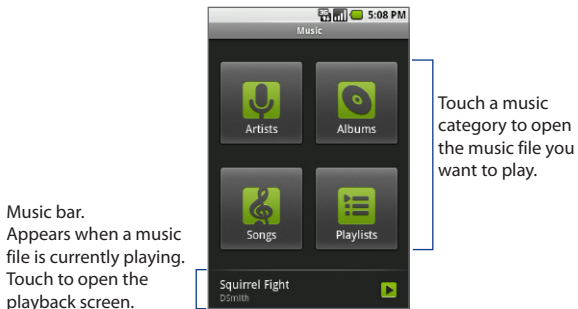 3G 5:08 PM
Music
Artists
Albums
Songs
Playlists
Squirrel Fight
DSmith
Touch a music
category to open
the music file you
want to play.
Music bar.
Appears when a music
file is currently playing.
Touch to open the
playback screen.